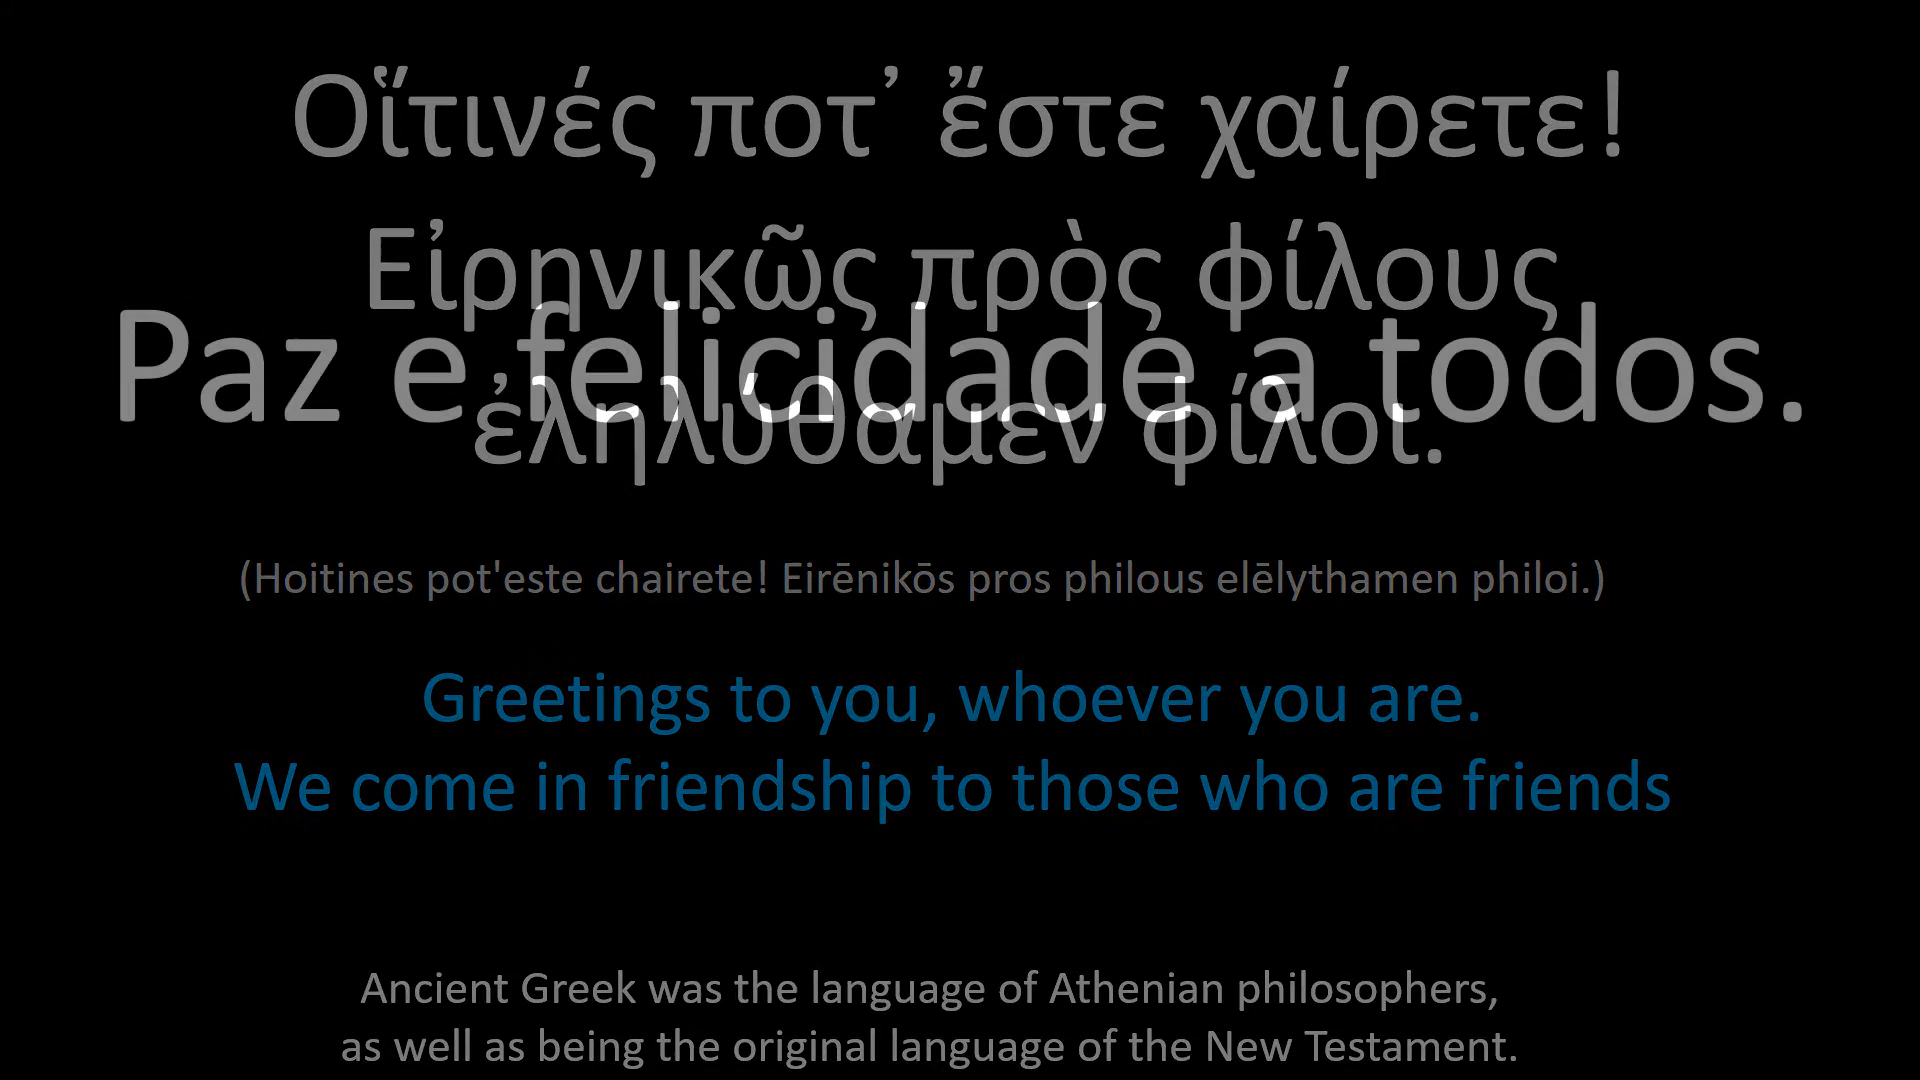 Οἵτινές ποτ᾿ ἔστε χαίρετε!
Εἰρηνικῶς πρὸς φίλους
Paz e felicidade a todos.
ἐληλύθαμεν φίλοι.
(Hoitines pot'este chairete! Eirēnikōs pros philous elēlythamen philoi.)
Greetings to you, whoever you are.
We come in friendship to those who are friends
Ancient Greek was the language of Athenian philosophers,
as well as being the original language of the New Testament.